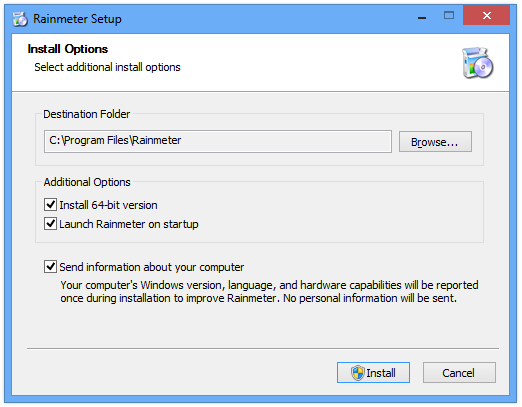 Rainmeter Setup
Install Options
Select additional install options
Destination Folder
C:\Program Files\Rainmeter
Browse...
Additional Options
Install 64-bit version
Launch Rainmeter on startup
Send information about your computer
Your computer's Windows version, language, and hardware capabilities will be reported
once during installation to improve Rainmeter. No personal information will be sent.
Install
Cancel